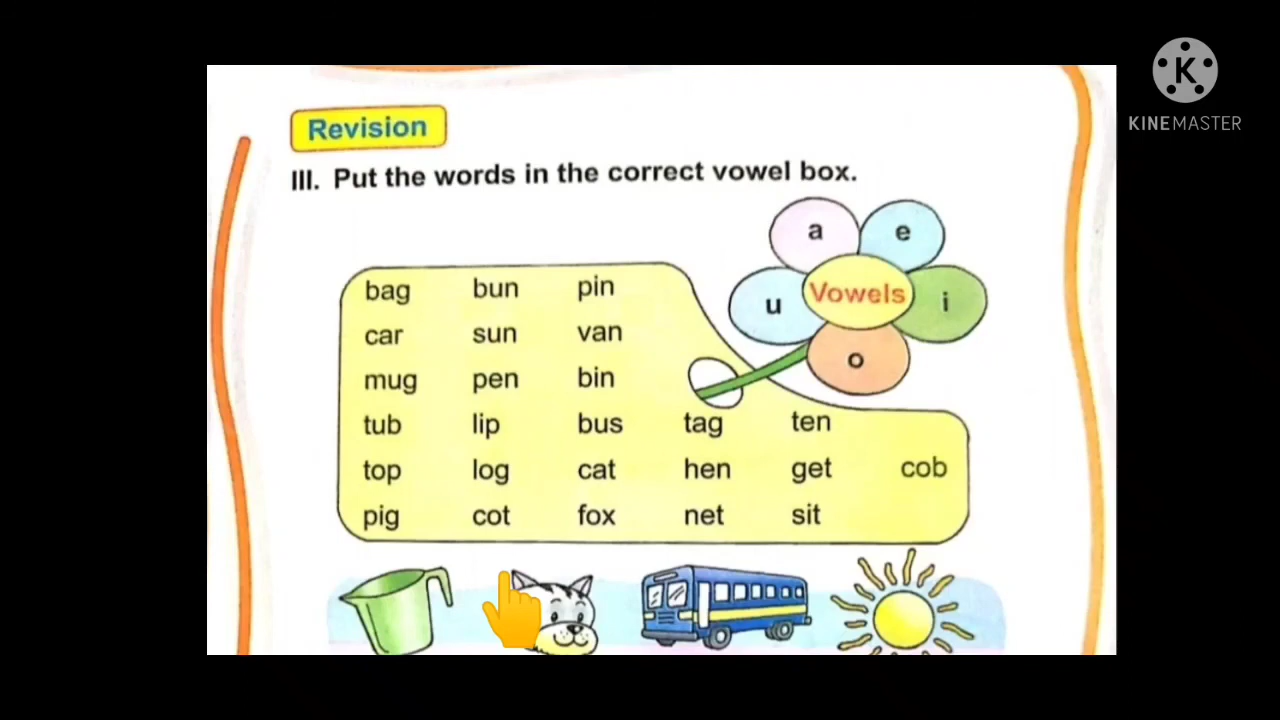 K
KINEMASTER
Revision
III. Put the words in the correct vowel box.
a e
u Vowels i
o
bag bun pin
car sun van
mug pen bin
tub lip bus tag ten
top log cat hen get cob
pig cot fox net sit